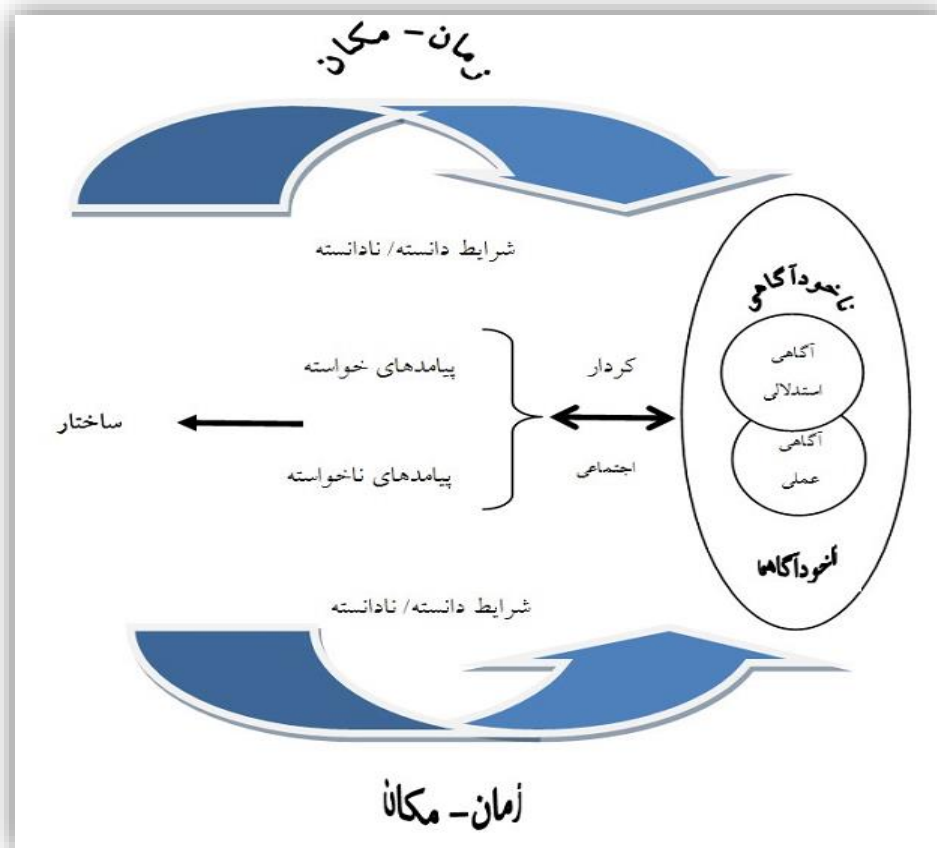 زمان- مکان
شرایط دانسته/ نادانسته
ناخودآگاهی
آگاهی
استدلالی
آگاهی
عملی
کردار
اجتماعی
پیامدهای خواسته
پیامدهای ناخواسته
ساختار
شرایط دانسته/ نادانسته
زمان- مکان